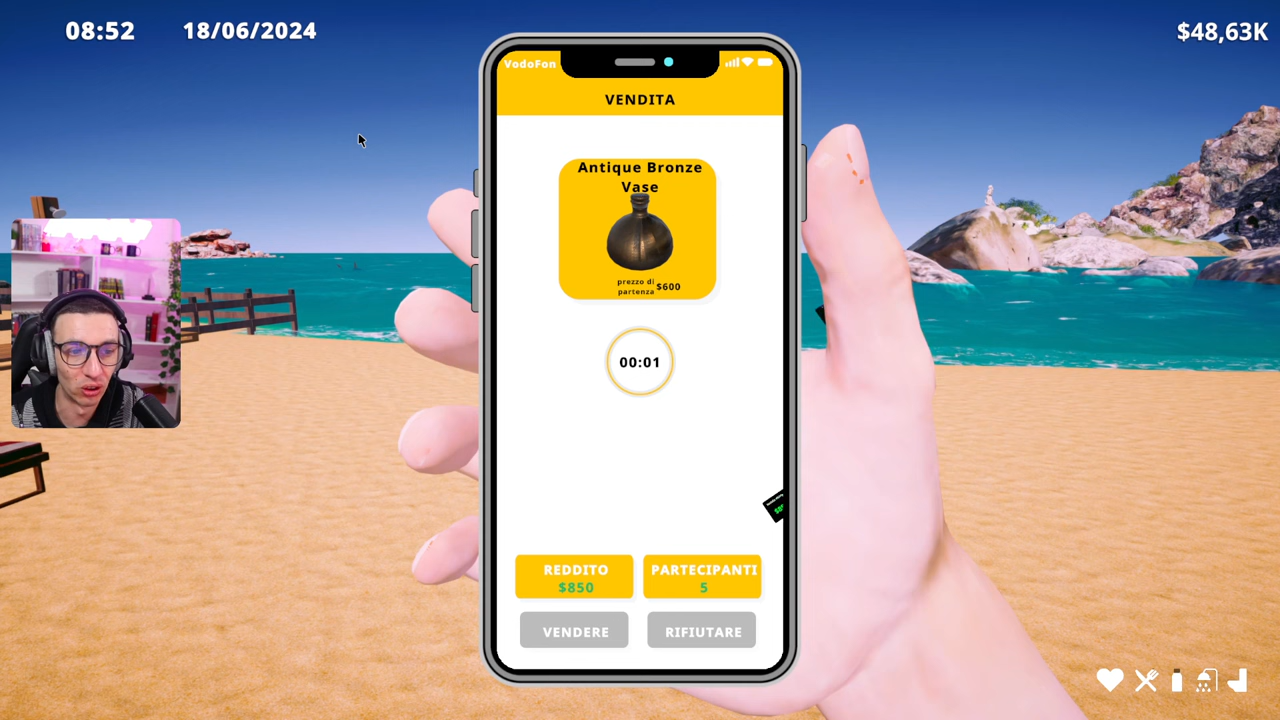 08:52
18/06/2024
$48,63K
VodoFon
VENDITA
Antique Bronze
Vase
prezzo di
partenza $600
00:01
REDDITO
$850
PARTECIPANTI
5
VENDERE
RIFIUTARE